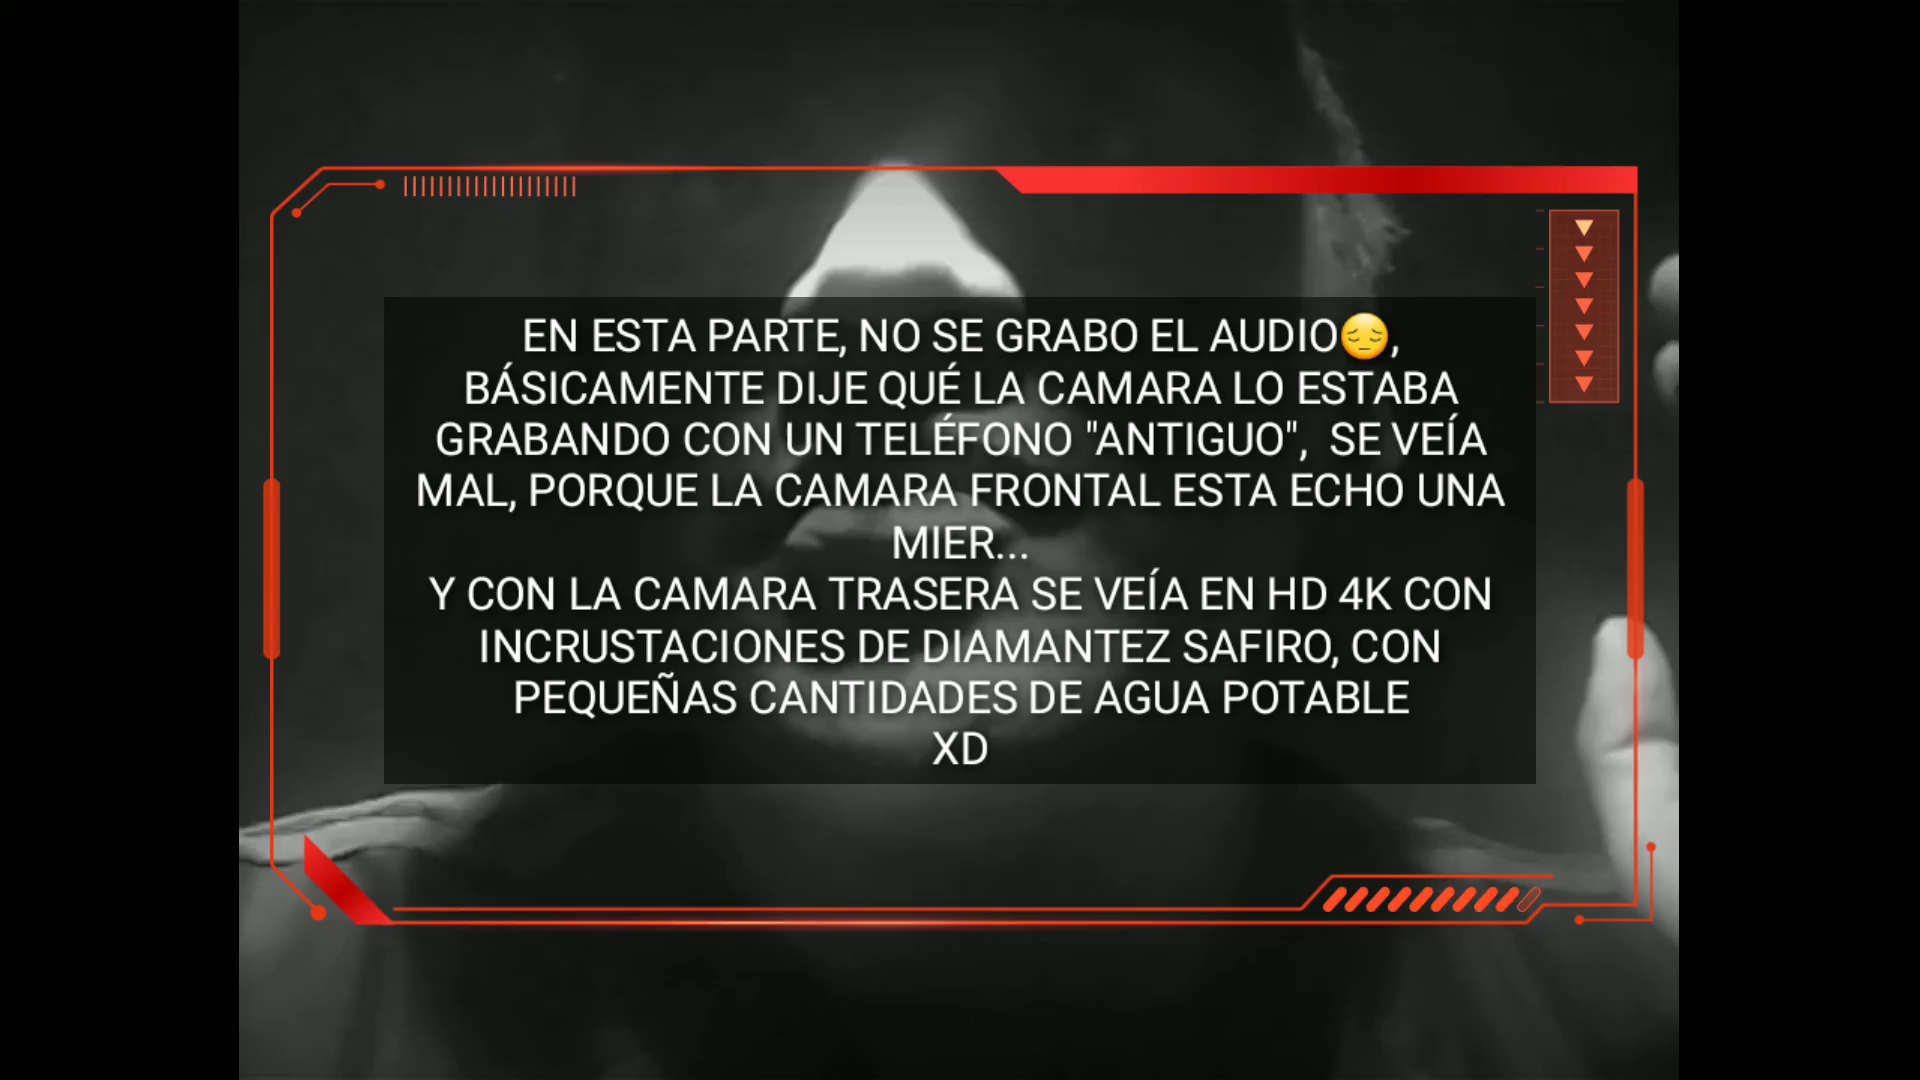 EN ESTA PARTE, NO SE GRABO EL AUDIO😔,
BÁSICAMENTE DIJE QUÉ LA CAMARA LO ESTABA
GRABANDO CON UN TELÉFONO "ANTIGUO",  SE VEÍA
MAL, PORQUE LA CAMARA FRONTAL ESTA ECHO UNA
MIER...
Y CON LA CAMARA TRASERA SE VEÍA EN HD 4K CON
INCRUSTACIONES DE DIAMANTEZ SAFIRO, CON
PEQUEÑAS CANTIDADES DE AGUA POTABLE
XD